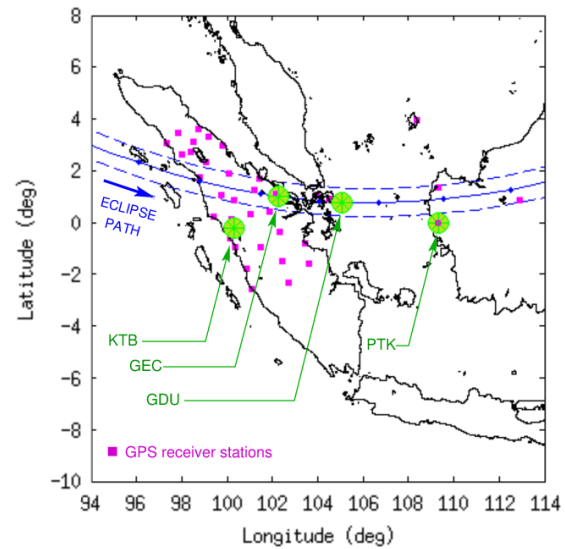 8
6
4
2
0
-2
-4
-6
-8
-10
Latitude (deg)
ECLIPSE
PATH
KTB
GEC
GDU
PTK
GPS receiver stations
94 96 98 100 102 104 106 108 110 112 114
Longitude (deg)